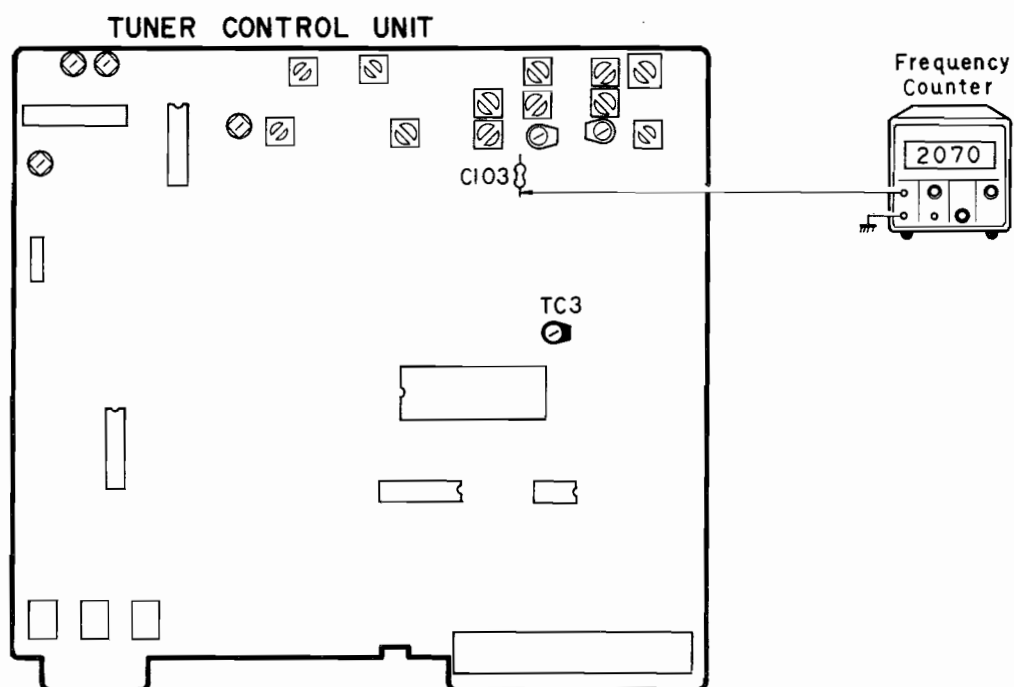 TUNER CONTROL UNIT
Frequency
Counter
2070
C103
TC3